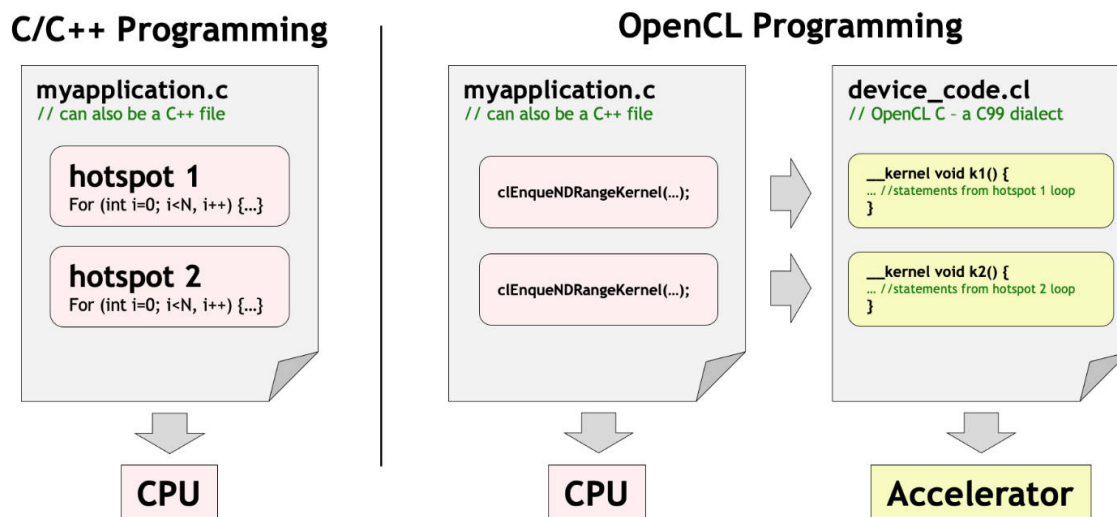 C/C++ Programming
myapplication.c
// can also be a C++ file
hotspot 1
For (int i=0; i<N, i++) {...}
hotspot 2
For (int i=0; i<N, i++) {...}
CPU
OpenCL Programming
myapplication.c
// can also be a C++ file
clEnqueNDRangeKernel(...);
clEnqueNDRangeKernel(...);
CPU
device_code.cl
// OpenCL C – a C99 dialect
__kernel void k1() {
... //statements from hotspot 1 loop
}
__kernel void k2() {
... //statements from hotspot 2 loop
}
Accelerator